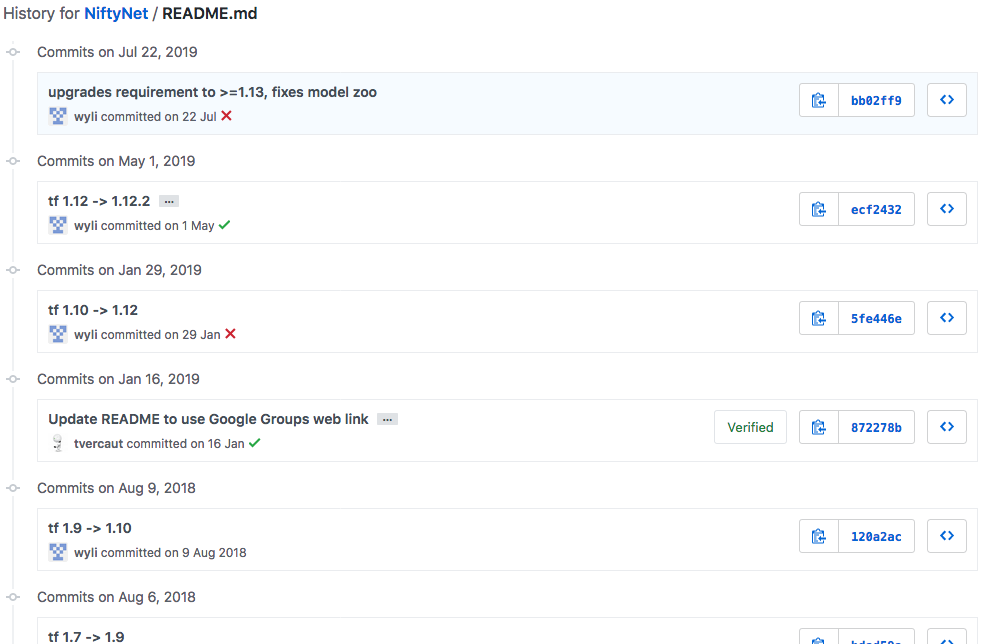 History for NiftyNet / README.md
Commits on Jul 22, 2019
upgrades requirement to >=1.13, fixes model zoo
bb02ff9
wyli committed on 22 Jul
Commits on May 1, 2019
tf 1.12 -> 1.12.2 ...
ecf2432
wyli committed on 1 May
Commits on Jan 29, 2019
tf 1.10 -> 1.12
5fe446e
wyli committed on 29 Jan
Commits on Jan 16, 2019
Update README to use Google Groups web link ...
Verified
872278b
tvercaut committed on 16 Jan
Commits on Aug 9, 2018
tf 1.9 -> 1.10
120a2ac
wyli committed on 9 Aug 2018
Commits on Aug 6, 2018
tf 1.7 -> 1.9